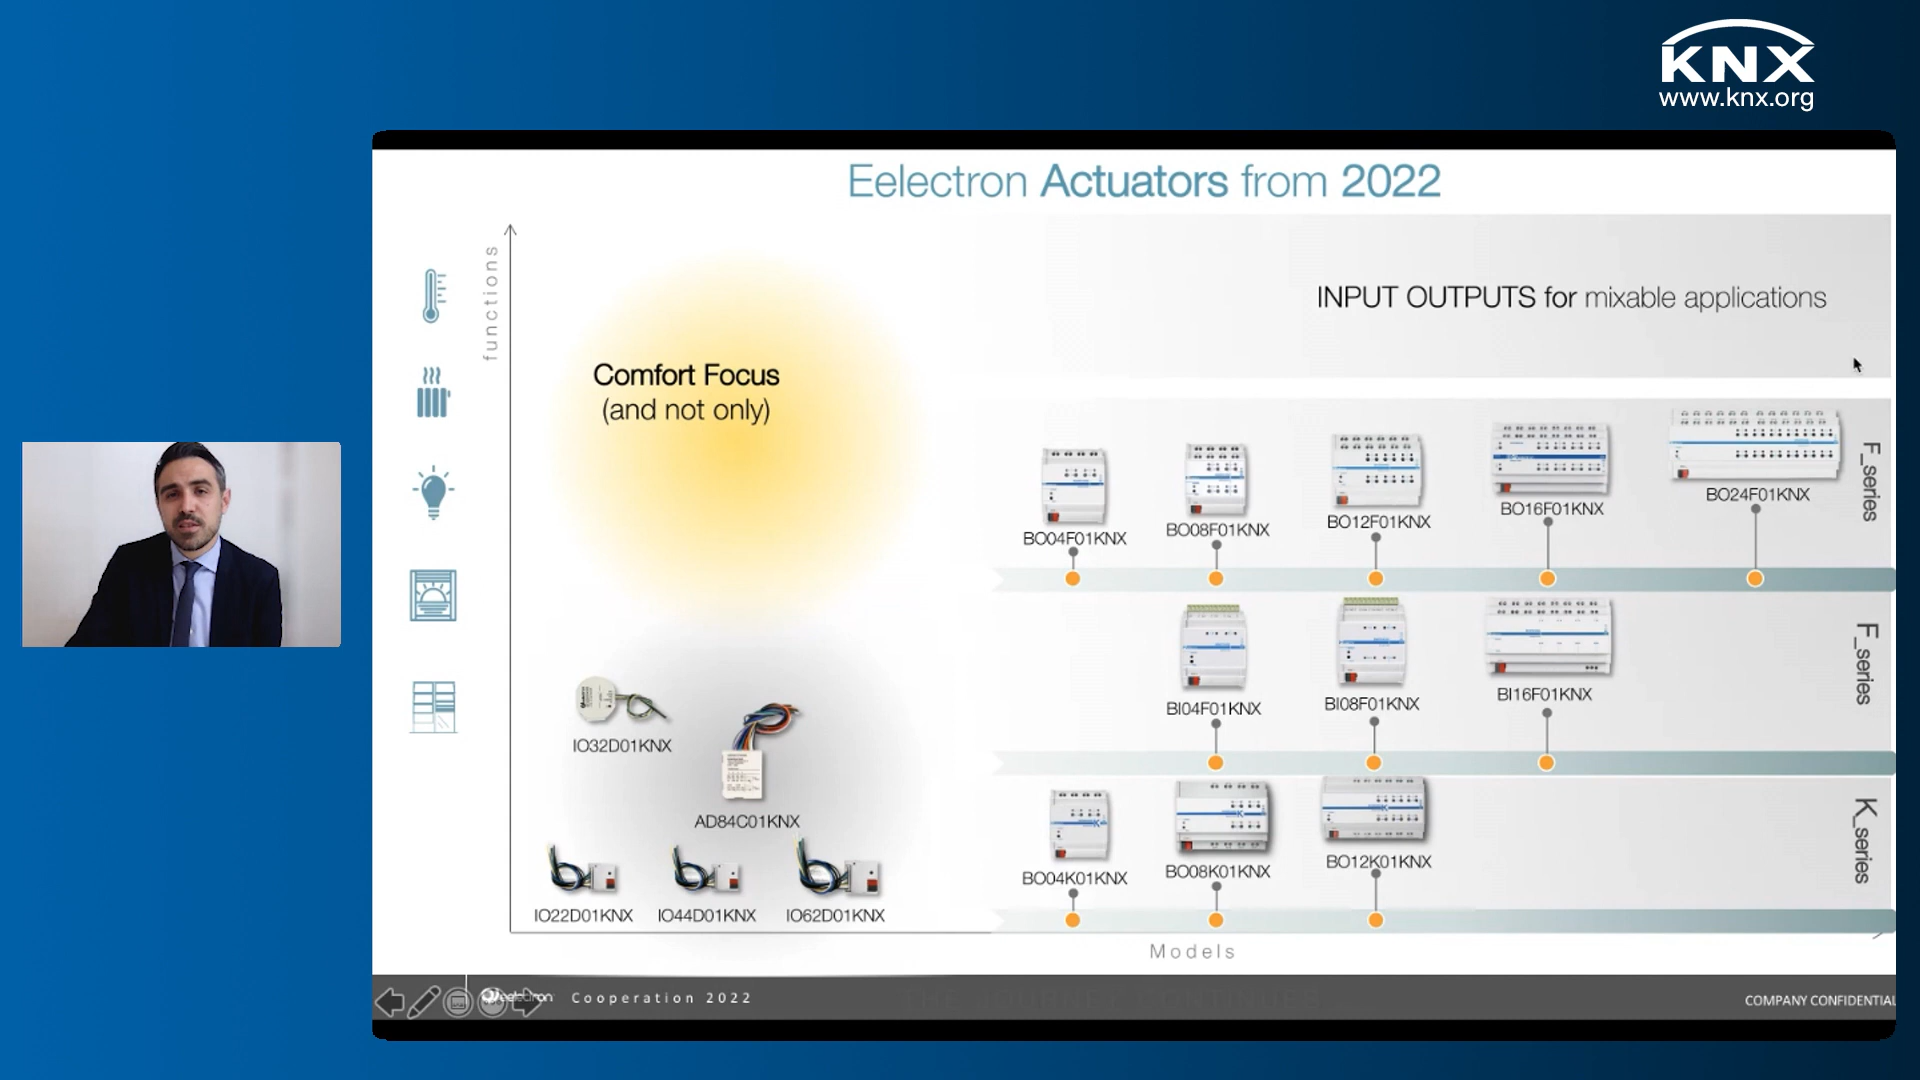 KNX
www.knx.org
Eelectron Actuators from 2022
functions
INPUT OUTPUTS for mixable applications
Comfort Focus
(and not only)
BO04F01KNX
BO08F01KNX
BO12F01KNX
BO16F01KNX
BO24F01KNX
F_series
BI04F01KNX
BI08F01KNX
BI16F01KNX
F_series
IO32D01KNX
AD84C01KNX
IO22D01KNX
IO44D01KNX
IO62D01KNX
BO04K01KNX
BO08K01KNX
BO12K01KNX
K_series
Models
eelectron
Cooperation 2022
COMPANY CONFIDENTIAL